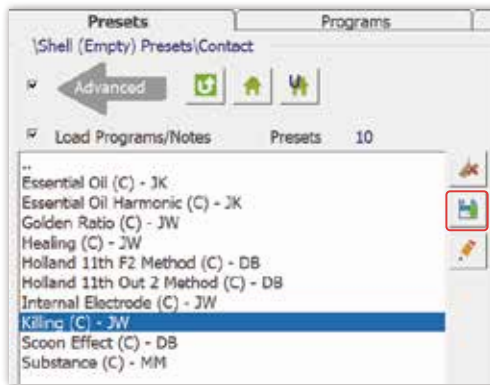 Presets Programs
\Shell (Empty) Presets\Contact
Advanced
Load Programs/Notes Presets 10
..
Essential Oil (C) - JK
Essential Oil Harmonic (C) - JK
Golden Ratio (C) - JW
Healing (C) - JW
Holland 11th F2 Method (C) - DB
Holland 11th Out 2 Method (C) - DB
Internal Electrode (C) - JW
Killing (C) - JW
Scoon Effect (C) - DB
Substance (C) - MM